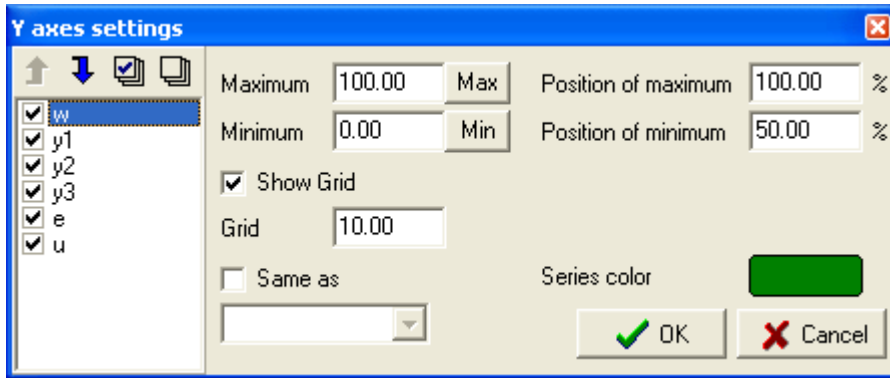 Y axes settings
Maximum 100.00 Max Position of maximum 100.00 %
Minimum 0.00 Min Position of minimum 50.00 %
w
y1
y2
y3
e
u
Show Grid
Grid 10.00
Same as Series color
OK Cancel